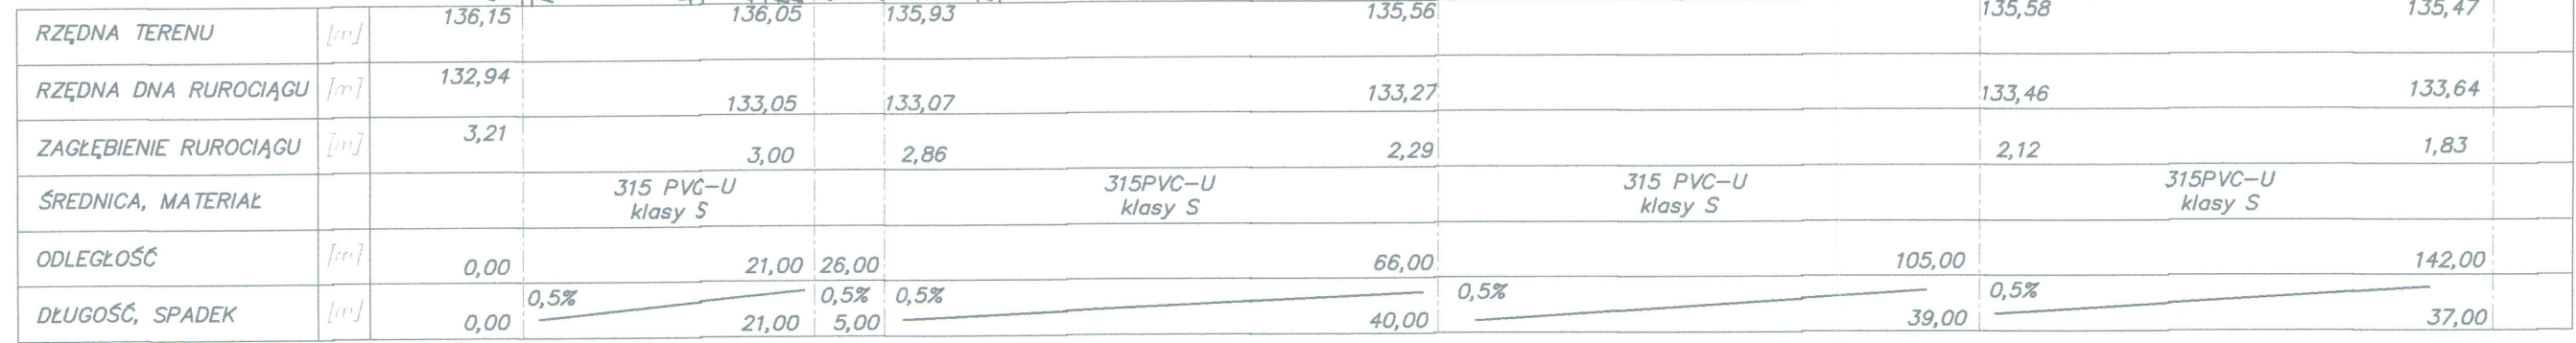 RZĘDNA TERENU [m] 136,15 136,05 135,93 135,56 135,58 135,47
RZĘDNA DNA RUROCIĄGU [m] 132,94 133,05 133,07 133,27 133,46 133,64
ZAGŁĘBIENIE RUROCIĄGU [m] 3,21 3,00 2,86 2,29 2,12 1,83
ŚREDNICA, MATERIAŁ 315 PVC-U 315PVC-U 315 PVC-U 315PVC-U
klasy S klasy S klasy S klasy S
ODLEGŁOŚĆ [m] 0,00 21,00 26,00 66,00 105,00 142,00
0,5% 0,5% 0,5% 0,5% 0,5%
DŁUGOŚĆ, SPADEK [m] 0,00 21,00 5,00 40,00 39,00 37,00